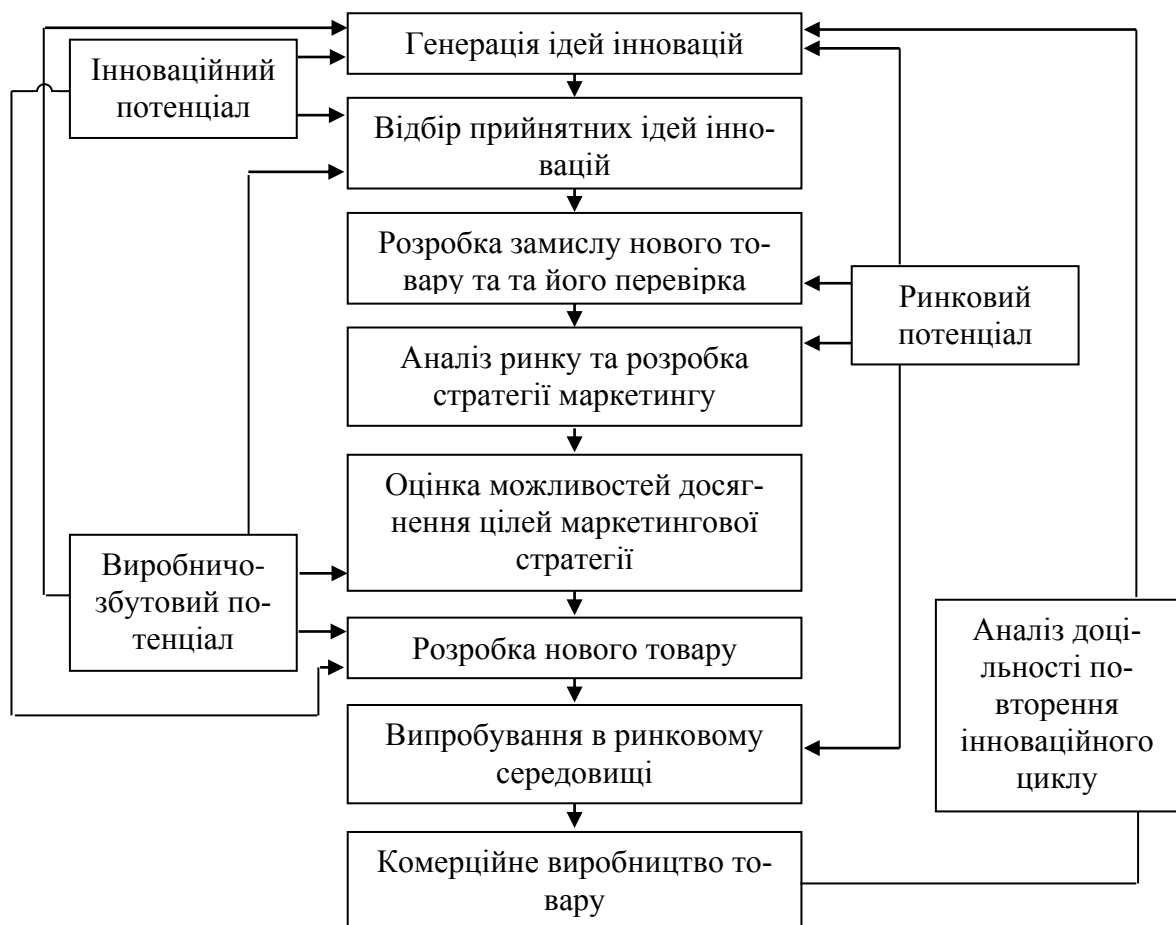 Генерація ідей інновацій
Інноваційний
потенціал
Відбір прийнятних ідей інно-
вацій
Розробка замислу нового то-
вару та та його перевірка
Ринковий
потенціал
Аналіз ринку та розробка
стратегії маркетингу
Оцінка можливостей досяг-
нення цілей маркетингової
стратегії
Виробничо-
збутовий по-
тенціал
Розробка нового товару
Аналіз доці-
льності по-
вторення
інноваційного
циклу
Випробування в ринковому
середовищі
Комерційне виробництво то-
вару